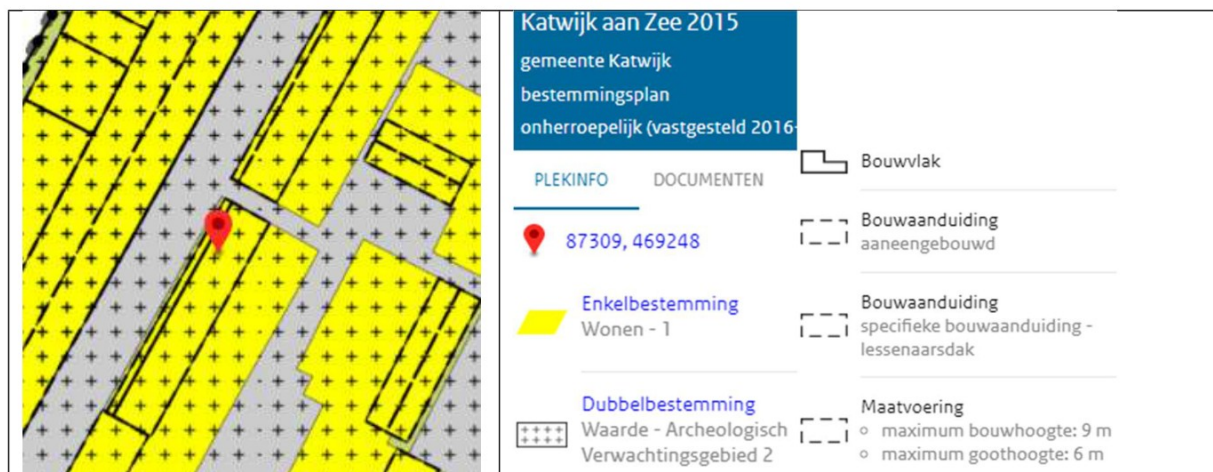 Katwijk aan Zee 2015
gemeente Katwijk
bestemmingsplan
onherroepelijk (vastgesteld 2016-
PLEKINFO
DOCUMENTEN
87309, 469248
Enkelbestemming
Wonen - 1
Dubbelbestemming
Waarde - Archeologisch
Verwachtingsgebied 2
Bouwvlak
Bouwaanduiding
aaneengebouwd
Bouwaanduiding
specifieke bouwaanduiding -
lessenaarsdak
Maatvoering
maximum bouwhoogte: 9 m
maximum goothoogte: 6 m